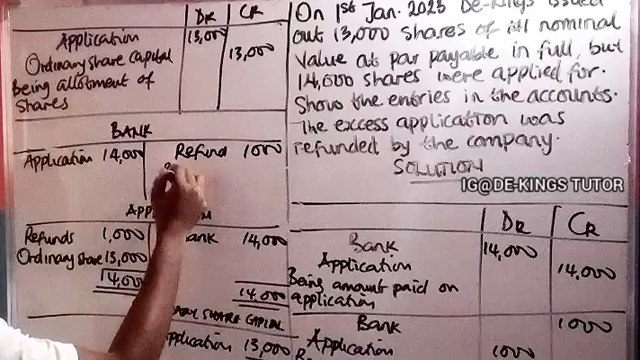 DR CR
Application 13,000
Ordinary share capital 13,000
Being allotment of
shares
BANK
Application 14,000 Refund 1000
Refunds 1,000 Bank 14,000
Ordinary share 13,000
14,000 14,000
SHARE CAPITAL
Application 13,000
On 1st Jan. 2023 De-Kings issued
out 13,000 shares of #1 nominal
value at par payable in full, but
14,000 shares were applied for.
Show the entries in the accounts.
The excess application was
refunded by the company.
SOLUTION
IG@DE-KINGS TUTOR
DR CR
Bank 14,000
Application 14,000
Being amount paid on
application
Bank 1000
Application 1000